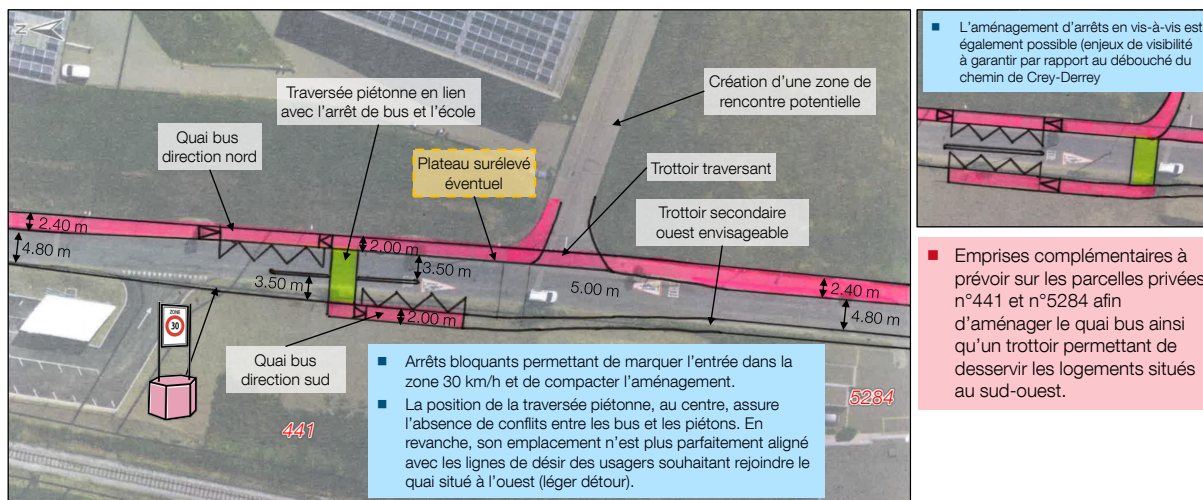 N
Traversée piétonne en lien
avec l'arrêt de bus et l'école
Création d'une zone de
rencontre potentielle
Quai bus
direction nord
Plateau surélevé
éventuel
Trottoir traversant
Trottoir secondaire
ouest envisageable
2.40 m
4.80 m
2.00 m
3.50 m
3.50 m
5.00 m
2.40 m
4.80 m
2.00 m
ZONE
30
Quai bus
direction sud
441
5284
■ Arrêts bloquants permettant de marquer l'entrée dans la
zone 30 km/h et de compacter l'aménagement.
■ La position de la traversée piétonne, au centre, assure
l'absence de conflits entre les bus et les piétons. En
revanche, son emplacement n'est plus parfaitement aligné
avec les lignes de désir des usagers souhaitant rejoindre le
quai situé à l'ouest (léger détour).
■ L'aménagement d'arrêts en vis-à-vis est
également possible (enjeux de visibilité
à garantir par rapport au débouché du
chemin de Crey-Derrey
■ Emprises complémentaires à
prévoir sur les parcelles privées
n°441 et n°5284 afin
d'aménager le quai bus ainsi
qu'un trottoir permettant de
desservir les logements situés
au sud-ouest.